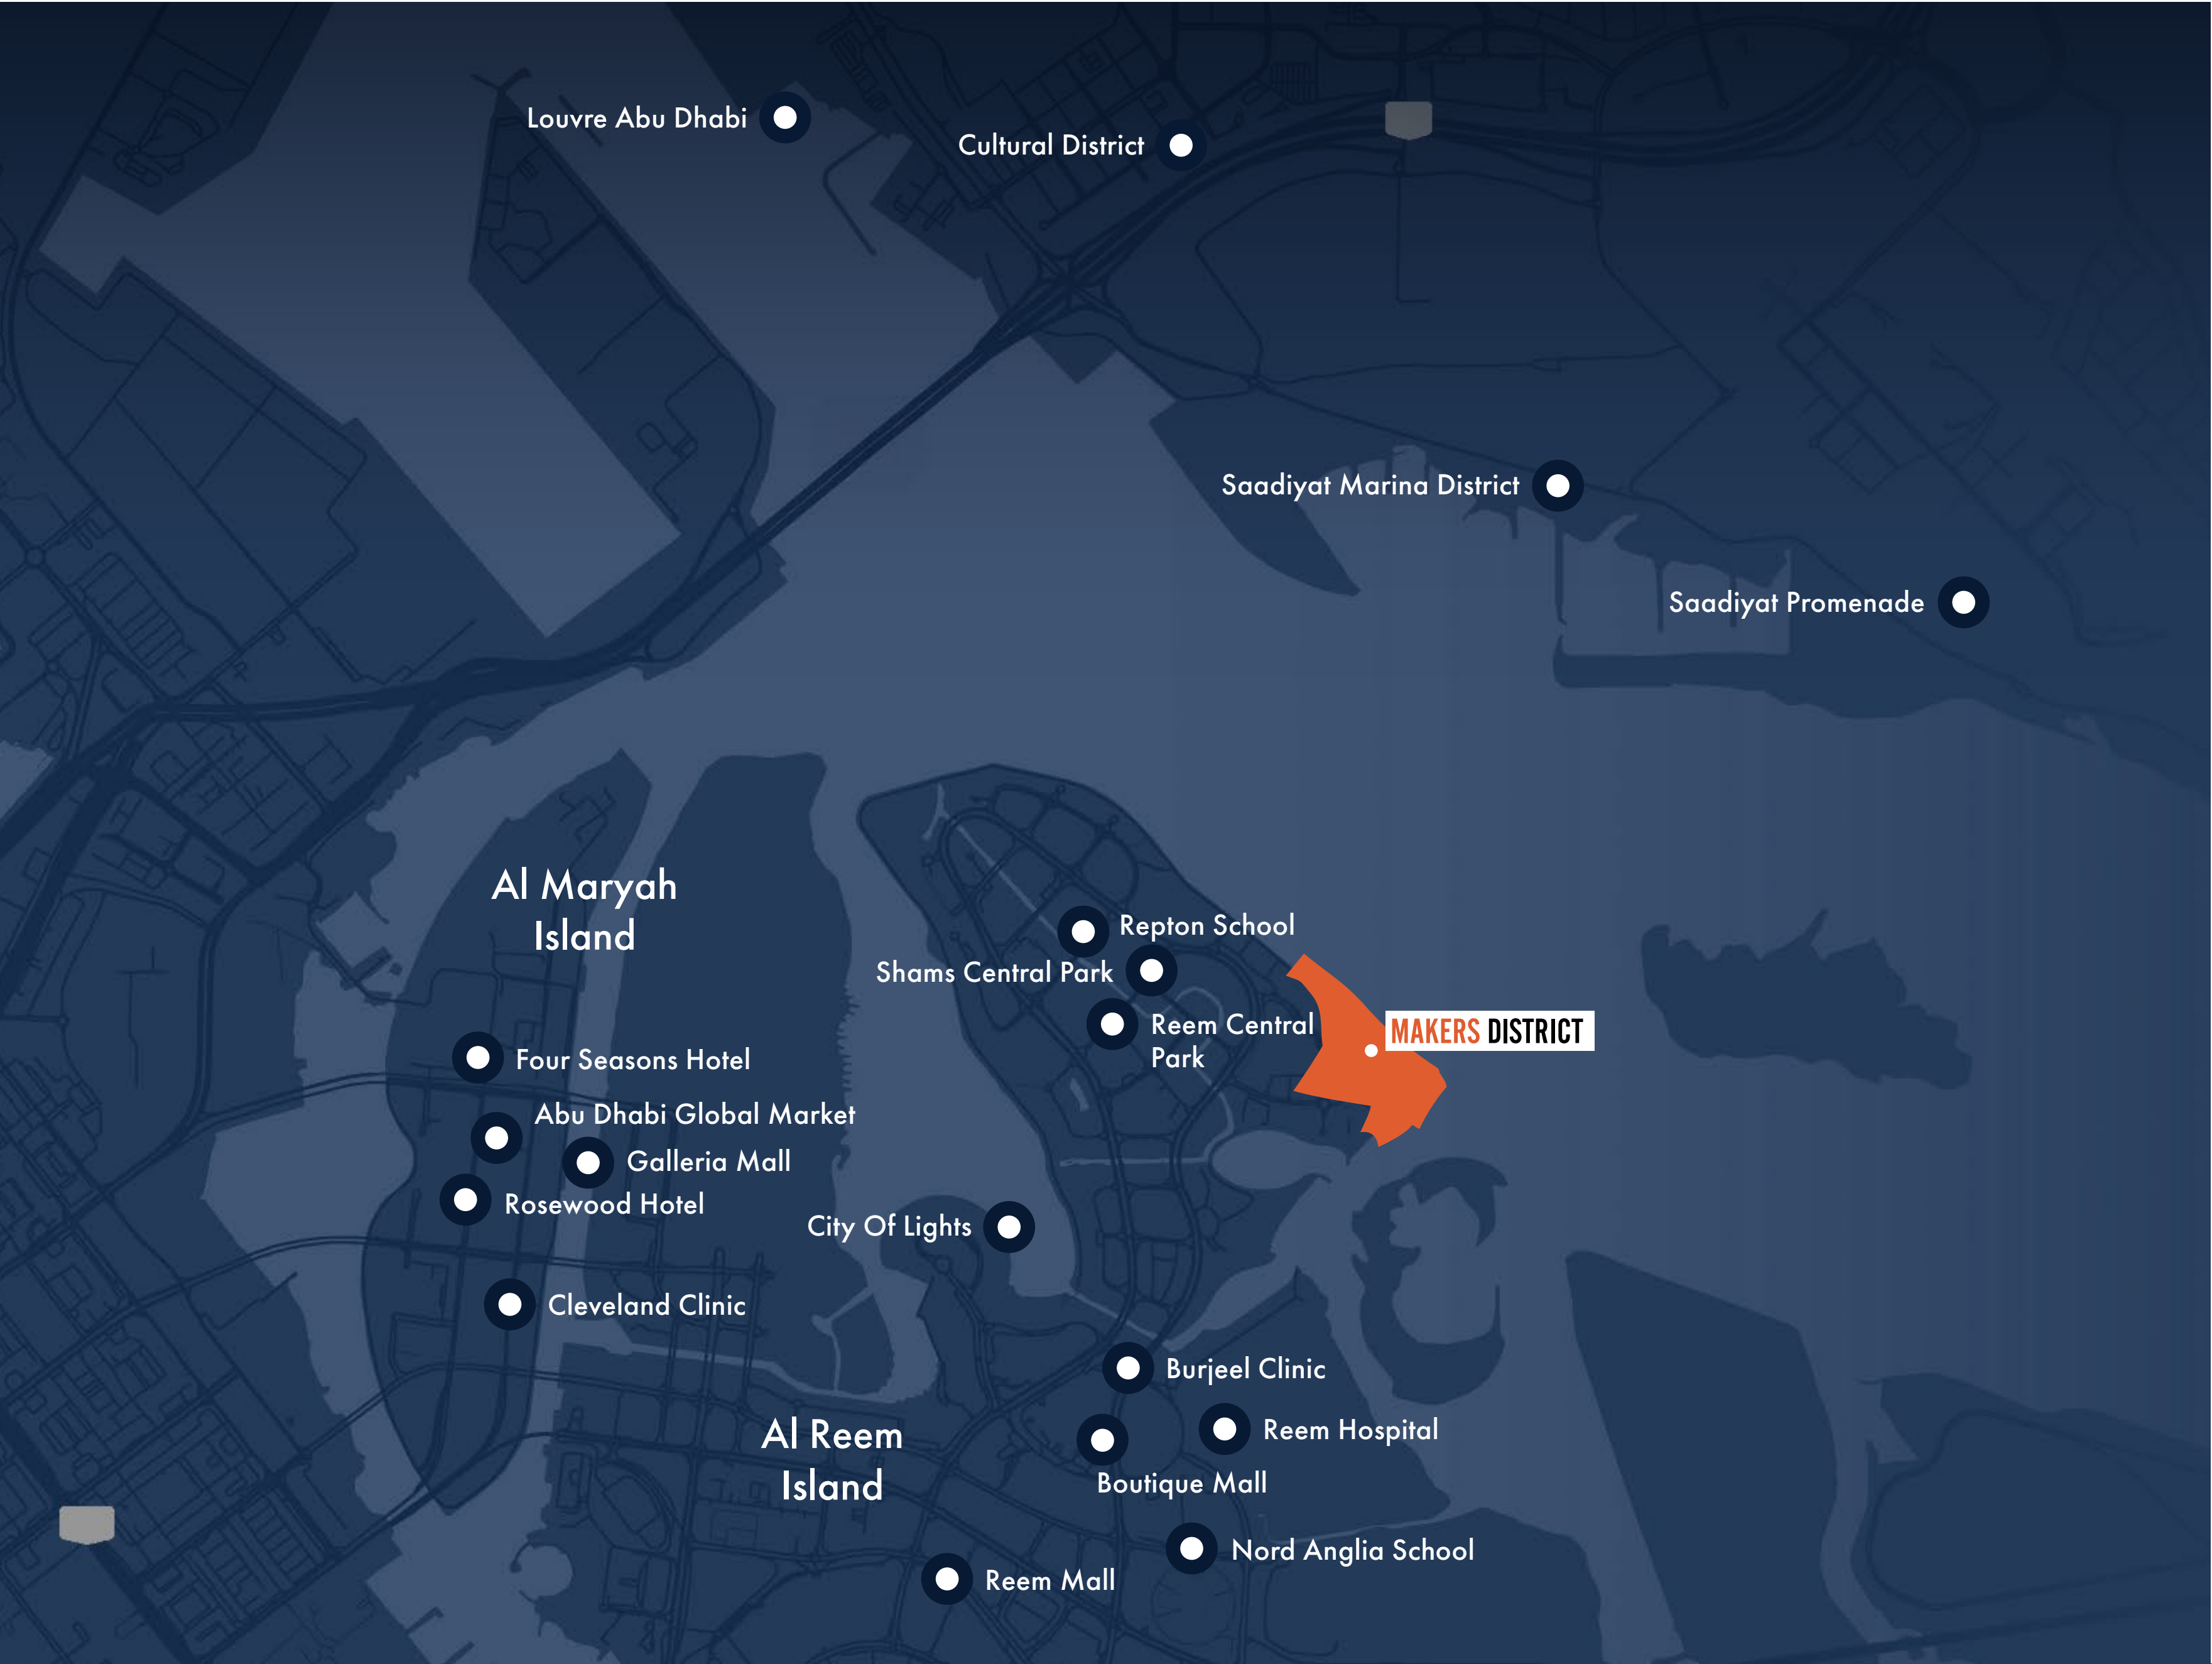 Louvre Abu Dhabi
Cultural District
Saadiyat Marina District
Saadiyat Promenade
Al Maryah
Island
Repton School
Shams Central Park
Reem Central
Park
MAKERS DISTRICT
Four Seasons Hotel
Abu Dhabi Global Market
Galleria Mall
Rosewood Hotel
City Of Lights
Cleveland Clinic
Burjeel Clinic
Al Reem
Island
Reem Hospital
Boutique Mall
Nord Anglia School
Reem Mall